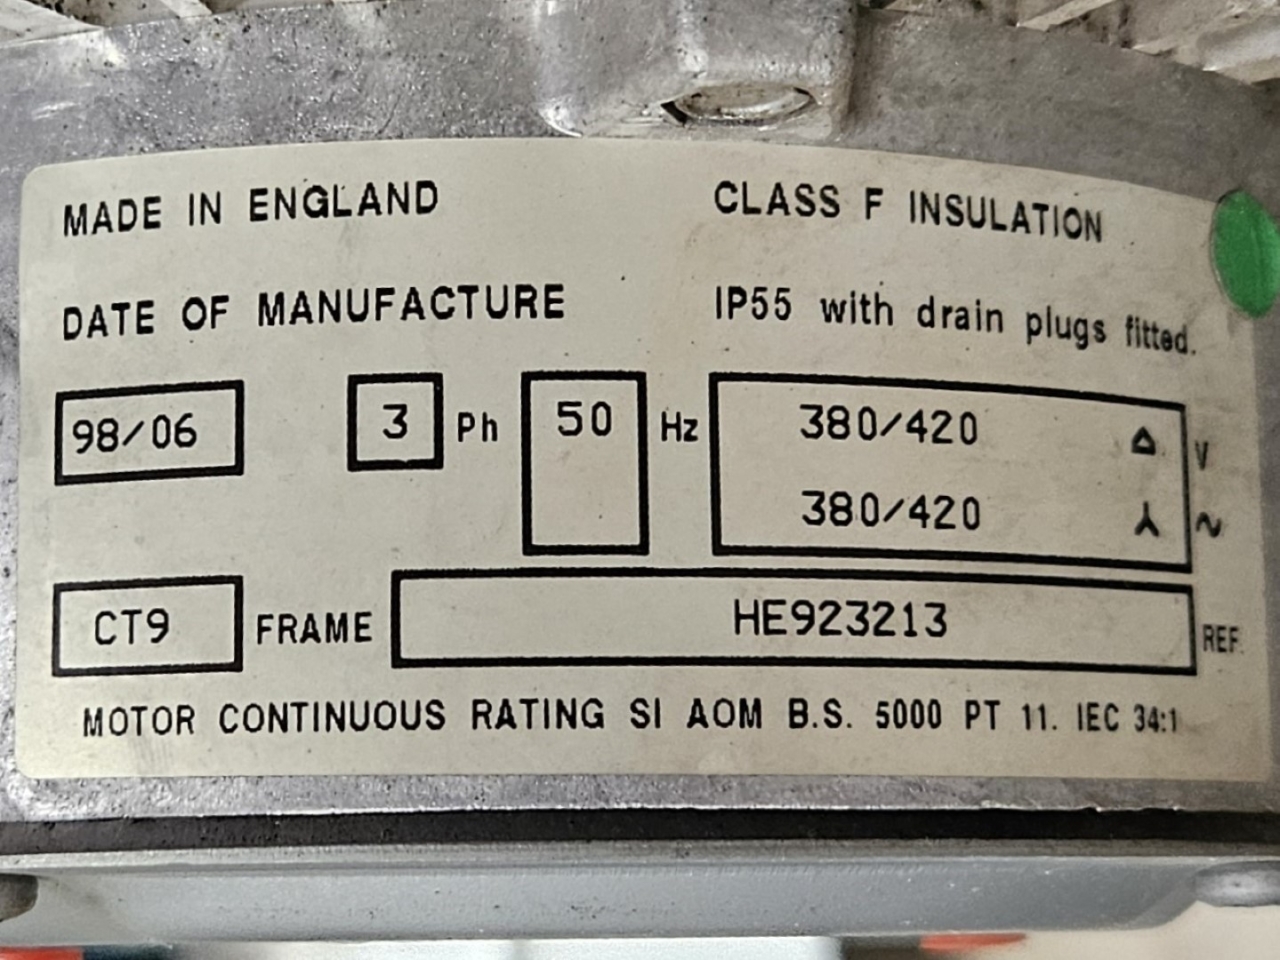 MADE IN ENGLAND
CLASS F INSULATION
DATE OF MANUFACTURE
IP55 with drain plugs fitted.
98/06 3 Ph 50 Hz 380/420 Δ V
380/420 ⅄ ~
CT9 FRAME HE923213 REF.
MOTOR CONTINUOUS RATING SI AOM B.S. 5000 PT 11. IEC 34:1